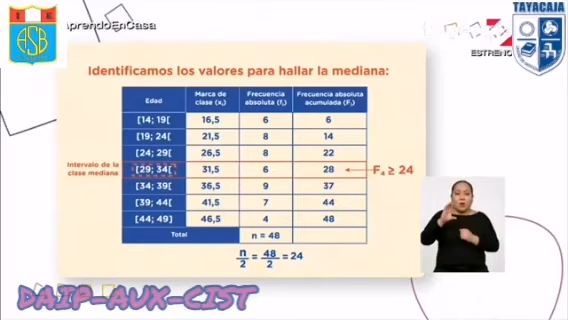 AprendoEnCasa
ASB
TAYACAJA
ESTRENO
Identificamos los valores para hallar la mediana:
Edad Marca de clase (xᵢ) Frecuencia absoluta (fᵢ) Frecuencia absoluta acumulada (Fᵢ)
[14; 19[ 16,5 6 6
[19; 24[ 21,5 8 14
[24; 29[ 26,5 8 22
Intervalo de la clase mediana [29; 34[ 31,5 6 28 F₄ ≥ 24
[34; 39[ 36,5 9 37
[39; 44[ 41,5 7 44
[44; 49] 46,5 4 48
Total n = 48
n/2 = 48/2 = 24
DAIP-AUX-CIST